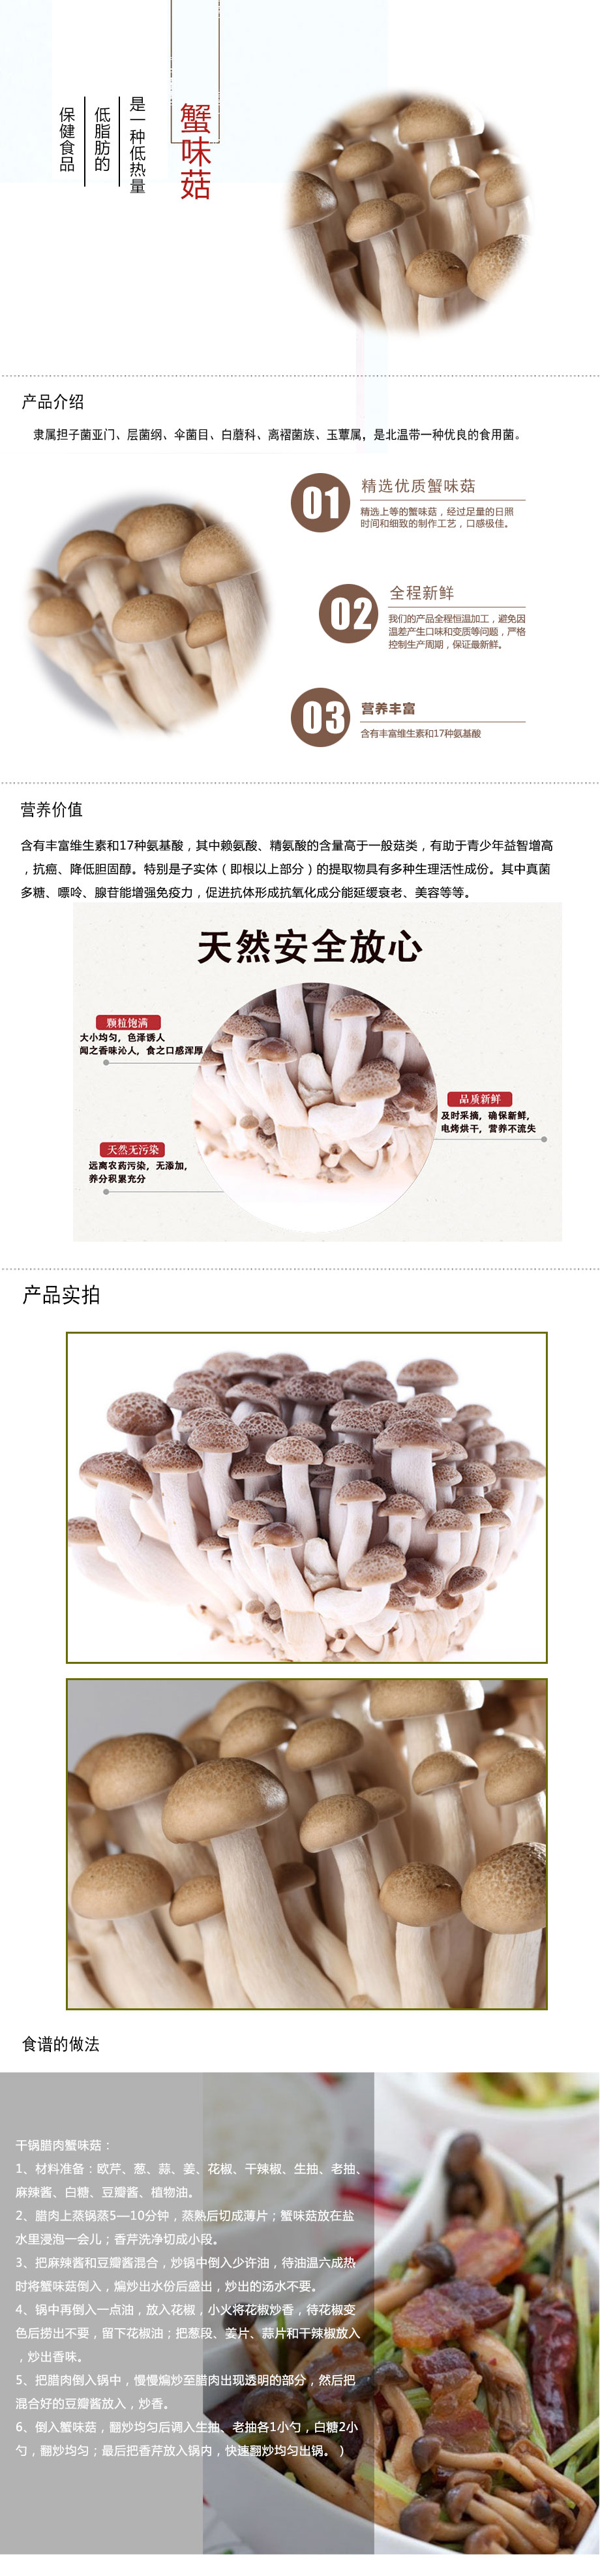 蟹味菇
是一种低热量
低脂肪的
保健食品
产品介绍
隶属担子菌亚门、层菌纲、伞菌目、白蘑科、离褶菌族、玉蕈属，是北温带一种优良的食用菌。
01
精选优质蟹味菇
精选上等的蟹味菇，经过足量的日照
时间和细致的制作工艺，口感极佳。
02
全程新鲜
我们的产品全程恒温加工，避免因
温差产生口味和变质等问题，严格
控制生产周期，保证最新鲜。
03
营养丰富
含有丰富维生素和17种氨基酸
营养价值
含有丰富维生素和17种氨基酸，其中赖氨酸、精氨酸的含量高于一般菇类，有助于青少年益智增高
，抗癌、降低胆固醇。特别是子实体（即根以上部分）的提取物具有多种生理活性成份。其中真菌
多糖、嘌呤、腺苷能增强免疫力，促进抗体形成抗氧化成分能延缓衰老、美容等等。
天然安全放心
颗粒饱满
大小均匀，色泽诱人
闻之香味沁人，食之口感浑厚
品质新鲜
及时采摘，确保新鲜，
电烤烘干，营养不流失
天然无污染
远离农药污染，无添加，
养分积累充分
产品实拍
食谱的做法
干锅腊肉蟹味菇：
1、材料准备：欧芹、葱、蒜、姜、花椒、干辣椒、生抽、老抽、
麻辣酱、白糖、豆瓣酱、植物油。
2、腊肉上蒸锅蒸5—10分钟，蒸熟后切成薄片；蟹味菇放在盐
水里浸泡一会儿；香芹洗净切成小段。
3、把麻辣酱和豆瓣酱混合，炒锅中倒入少许油，待油温六成热
时将蟹味菇倒入，煸炒出水份后盛出，炒出的汤水不要。
4、锅中再倒入一点油，放入花椒，小火将花椒炒香，待花椒变
色后捞出不要，留下花椒油；把葱段、姜片、蒜片和干辣椒放入
，炒出香味。
5、把腊肉倒入锅中，慢慢煸炒至腊肉出现透明的部分，然后把
混合好的豆瓣酱放入，炒香。
6、倒入蟹味菇，翻炒均匀后调入生抽、老抽各1小勺，白糖2小
勺，翻炒均匀；最后把香芹放入锅内，快速翻炒均匀出锅。）